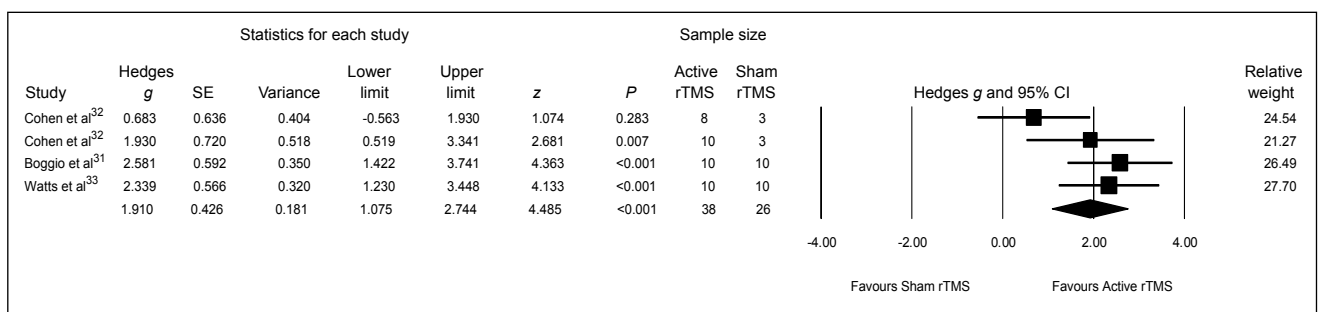 Statistics for each study Sample size
Hedges Lower Upper Active Sham Relative
Study g SE Variance limit limit z P rTMS rTMS Hedges g and 95% CI weight
Cohen et al32 0.683 0.636 0.404 -0.563 1.930 1.074 0.283 8 3 24.54
Cohen et al32 1.930 0.720 0.518 0.519 3.341 2.681 0.007 10 3 21.27
Boggio et al31 2.581 0.592 0.350 1.422 3.741 4.363 <0.001 10 10 26.49
Watts et al33 2.339 0.566 0.320 1.230 3.448 4.133 <0.001 10 10 27.70
1.910 0.426 0.181 1.075 2.744 4.485 <0.001 38 26
-4.00 -2.00 0.00 2.00 4.00
Favours Sham rTMS Favours Active rTMS